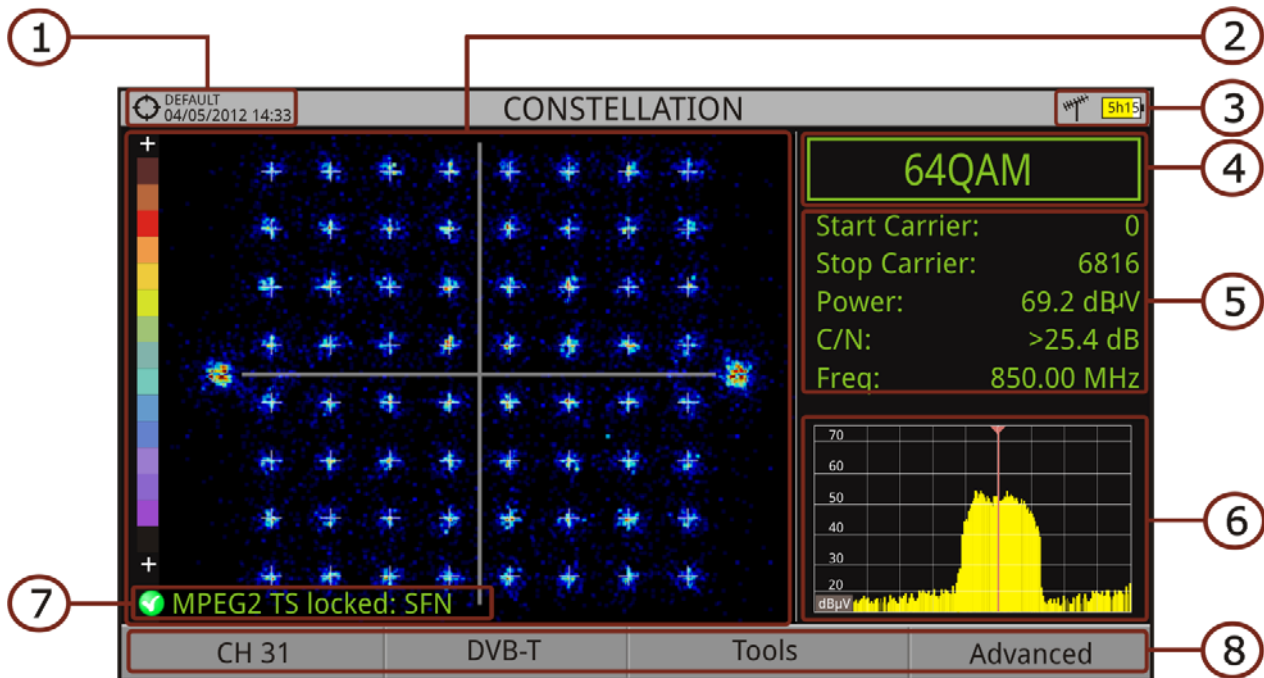 1
2
DEFAULT
04/05/2012 14:33
CONSTELLATION
5h15
3
+
64QAM
4
Start Carrier: 0
Stop Carrier: 6816
Power: 69.2 dBµV
5
C/N: >25.4 dB
Freq: 850.00 MHz
70
60
50
40
30
20
dBµV
6
+
7
MPEG2 TS locked: SFN
CH 31
DVB-T
Tools
Advanced
8